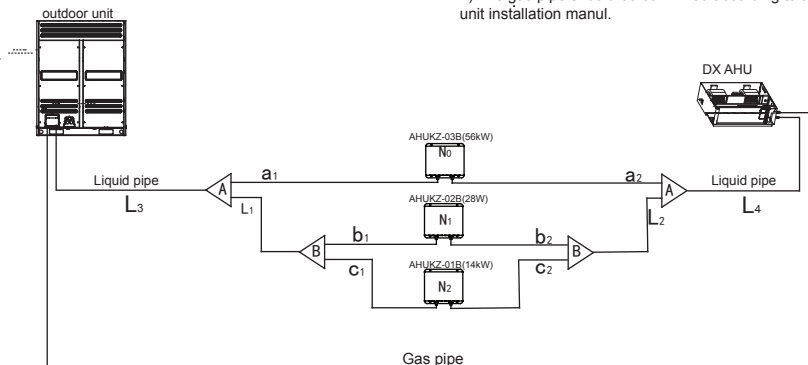 unit installation manul.
outdoor unit
DX AHU
AHUKZ-03B(56kW)
N0
a1
a2
Liquid pipe
A
A
Liquid pipe
L3
L1
L2
L4
AHUKZ-02B(28W)
N1
b1
b2
B
B
c1
c2
AHUKZ-01B(14kW)
N2
Gas pipe